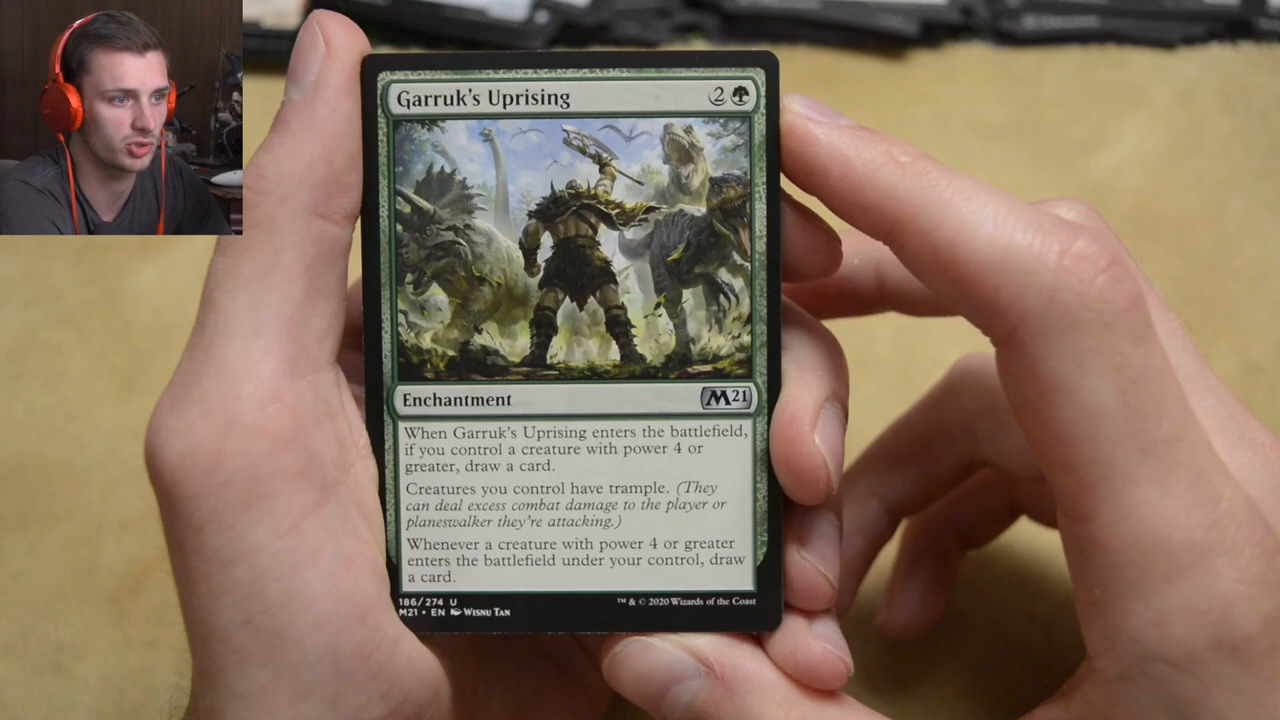 Garruk's Uprising 2
Enchantment M21
When Garruk's Uprising enters the battlefield,
if you control a creature with power 4 or
greater, draw a card.
Creatures you control have trample. (They
can deal excess combat damage to the player or
planeswalker they're attacking.)
Whenever a creature with power 4 or greater
enters the battlefield under your control, draw
a card.
186/274 U ™ & © 2020 Wizards of the Coast
M21 • EN Wisnu Tan